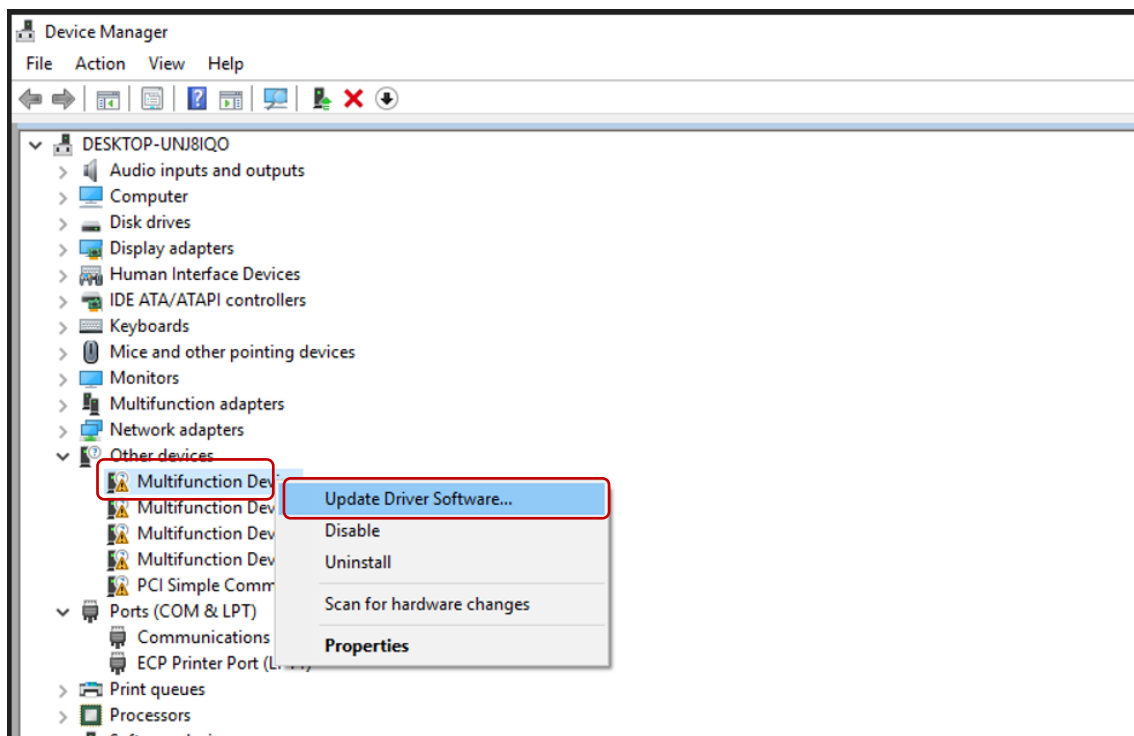 Device Manager
File Action View Help
DESKTOP-UNJ8IQO
Audio inputs and outputs
Computer
Disk drives
Display adapters
Human Interface Devices
IDE ATA/ATAPI controllers
Keyboards
Mice and other pointing devices
Monitors
Multifunction adapters
Network adapters
Other devices
Multifunction Dev
Update Driver Software...
Multifunction Dev
Disable
Multifunction Dev
Multifunction Dev
Uninstall
PCI Simple Comm
Scan for hardware changes
Ports (COM & LPT)
Communications
Properties
ECP Printer Port
Print queues
Processors